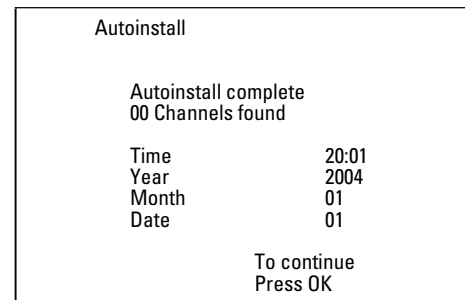 Autoinstall
Autoinstall complete
00 Channels found
Time 20:01
Year 2004
Month 01
Date 01
To continue
Press OK